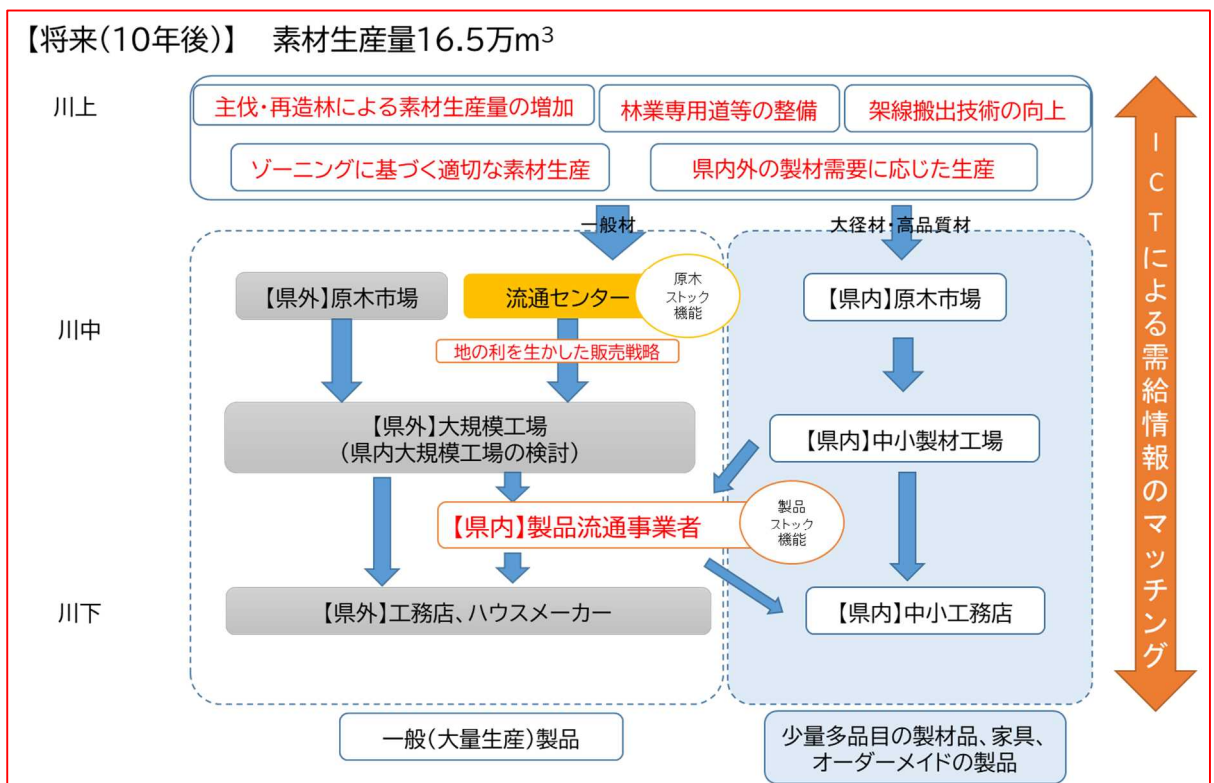 【将来(10年後)】 素材生産量16.5万m³
川上
主伐・再造林による素材生産量の増加
林業専用道等の整備
架線搬出技術の向上
ゾーニングに基づく適切な素材生産
県内外の製材需要に応じた生産
一般材
大径材・高品質材
川中
【県外】原木市場
流通センター
原木
ストック
機能
【県内】原木市場
地の利を生かした販売戦略
【県外】大規模工場
(県内大規模工場の検討)
【県内】中小製材工場
【県内】製品流通事業者
製品
ストック
機能
川下
【県外】工務店、ハウスメーカー
【県内】中小工務店
一般(大量生産)製品
少量多品目の製材品、家具、
オーダーメイドの製品
ICTによる需給情報のマッチング